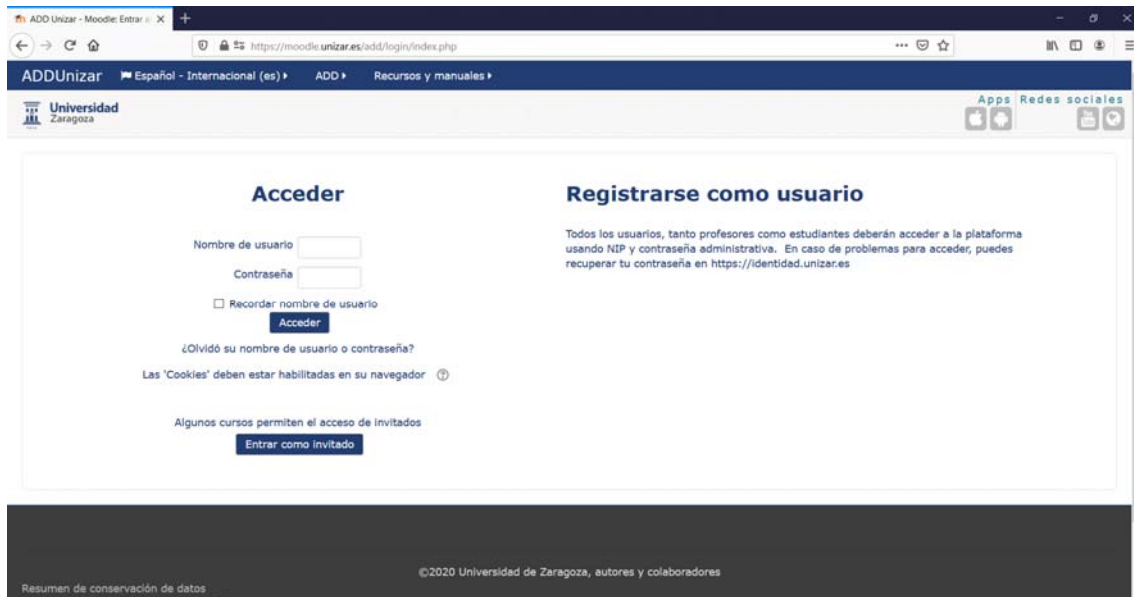 ADD Unizar - Moodle: Entrar a
https://moodle.unizar.es/add/login/index.php
ADDUnizar Español - Internacional (es) ADD Recursos y manuales
Universidad
Zaragoza
Apps Redes sociales
Acceder
Nombre de usuario
Contraseña
Recordar nombre de usuario
Acceder
¿Olvidó su nombre de usuario o contraseña?
Las 'Cookies' deben estar habilitadas en su navegador
Algunos cursos permiten el acceso de invitados
Entrar como invitado
Registrarse como usuario
Todos los usuarios, tanto profesores como estudiantes deberán acceder a la plataforma
usando NIP y contraseña administrativa. En caso de problemas para acceder, puedes
recuperar tu contraseña en https://identidad.unizar.es
©2020 Universidad de Zaragoza, autores y colaboradores
Resumen de conservación de datos